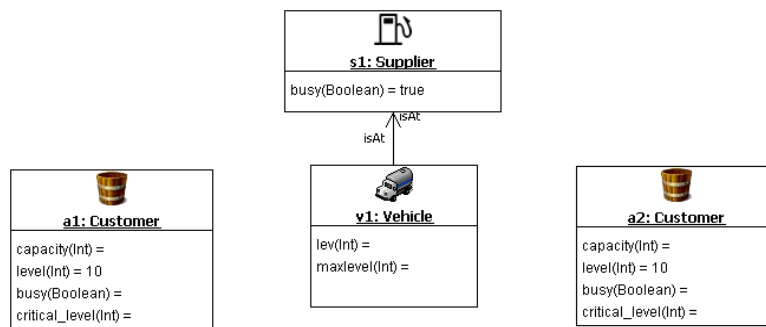 s1: Supplier
busy(Boolean) = true
isAt
isAt
a1: Customer
capacity(Int) =
level(Int) = 10
busy(Boolean) =
critical_level(Int) =
v1: Vehicle
lev(Int) =
maxlevel(Int) =
a2: Customer
capacity(Int) =
level(Int) = 10
busy(Boolean) =
critical_level(Int) =